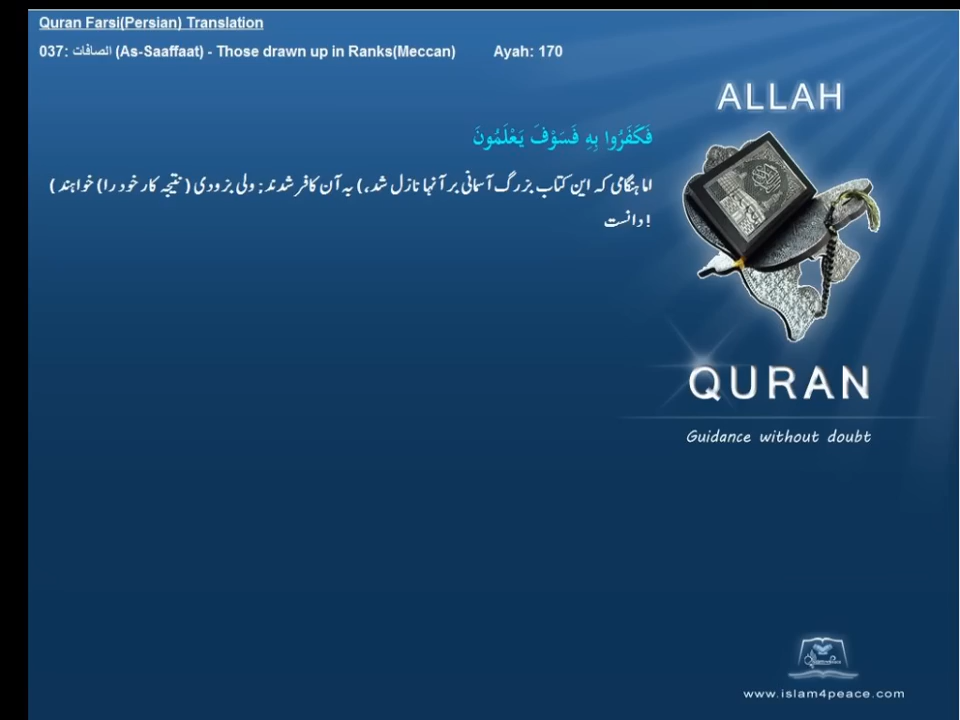 Quran Farsi(Persian) Translation
037: الصافات (As-Saaffaat) - Those drawn up in Ranks(Meccan) Ayah: 170
ALLAH
فَكَفَرُوا بِهِ فَسَوْفَ يَعْلَمُونَ
اما هنگامی که این کتاب بزرگ آسمانی بر آنها نازل شد،) به آن کافر شدند; ولی بزودی (نتیجه کار خود را) خواهند)
دانست!
QURAN
Guidance without doubt
www.islam4peace.com